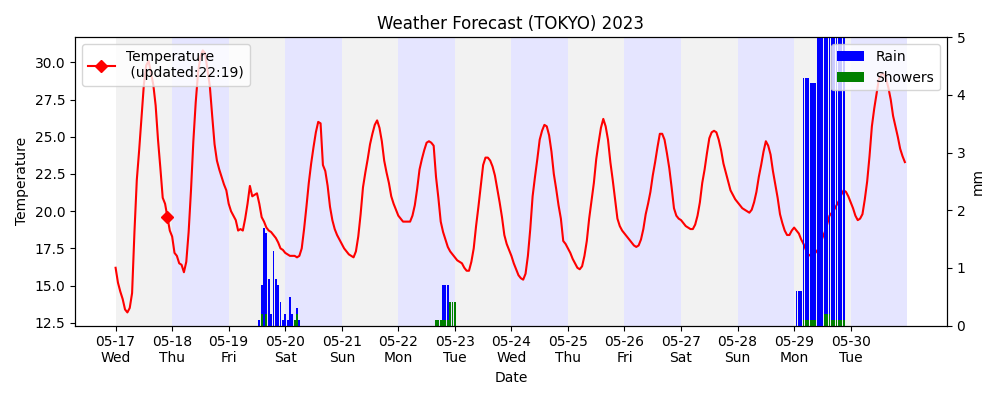 Weather Forecast (TOKYO) 2023
Temperature
(updated:22:19)
Rain
Showers
Temperature
30.0
27.5
25.0
22.5
20.0
17.5
15.0
12.5
5
4
3
2
1
0
mm
05-17 05-18 05-19 05-20 05-21 05-22 05-23 05-24 05-25 05-26 05-27 05-28 05-29 05-30
Wed Thu Fri Sat Sun Mon Tue Wed Thu Fri Sat Sun Mon Tue
Date